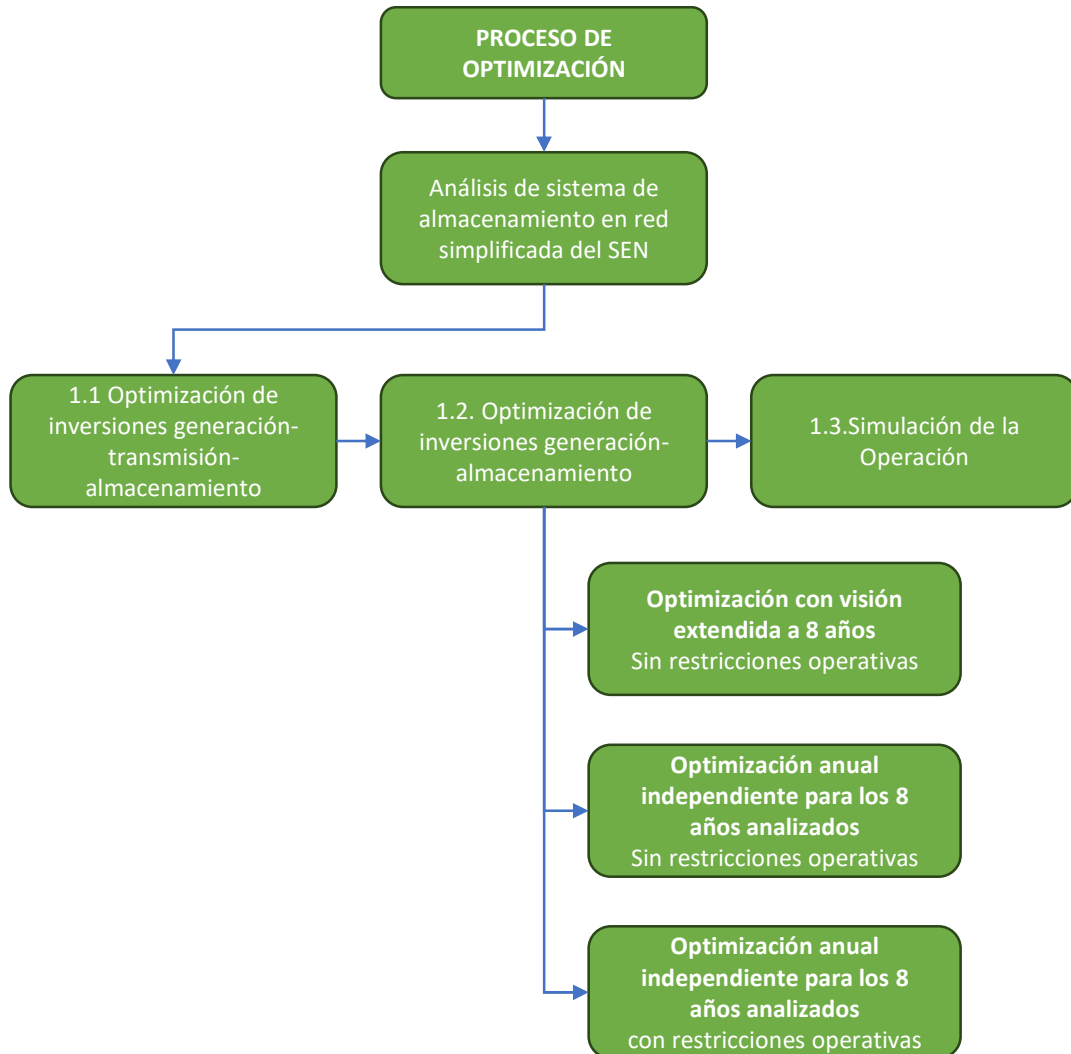 PROCESO DE
OPTIMIZACIÓN
Análisis de sistema de
almacenamiento en red
simplificada del SEN
1.1 Optimización de
inversiones generación-
transmisión-
almacenamiento
1.2. Optimización de
inversiones generación-
almacenamiento
1.3.Simulación de la
Operación
Optimización con visión
extendida a 8 años
Sin restricciones operativas
Optimización anual
independiente para los 8
años analizados
Sin restricciones operativas
Optimización anual
independiente para los 8
años analizados
con restricciones operativas